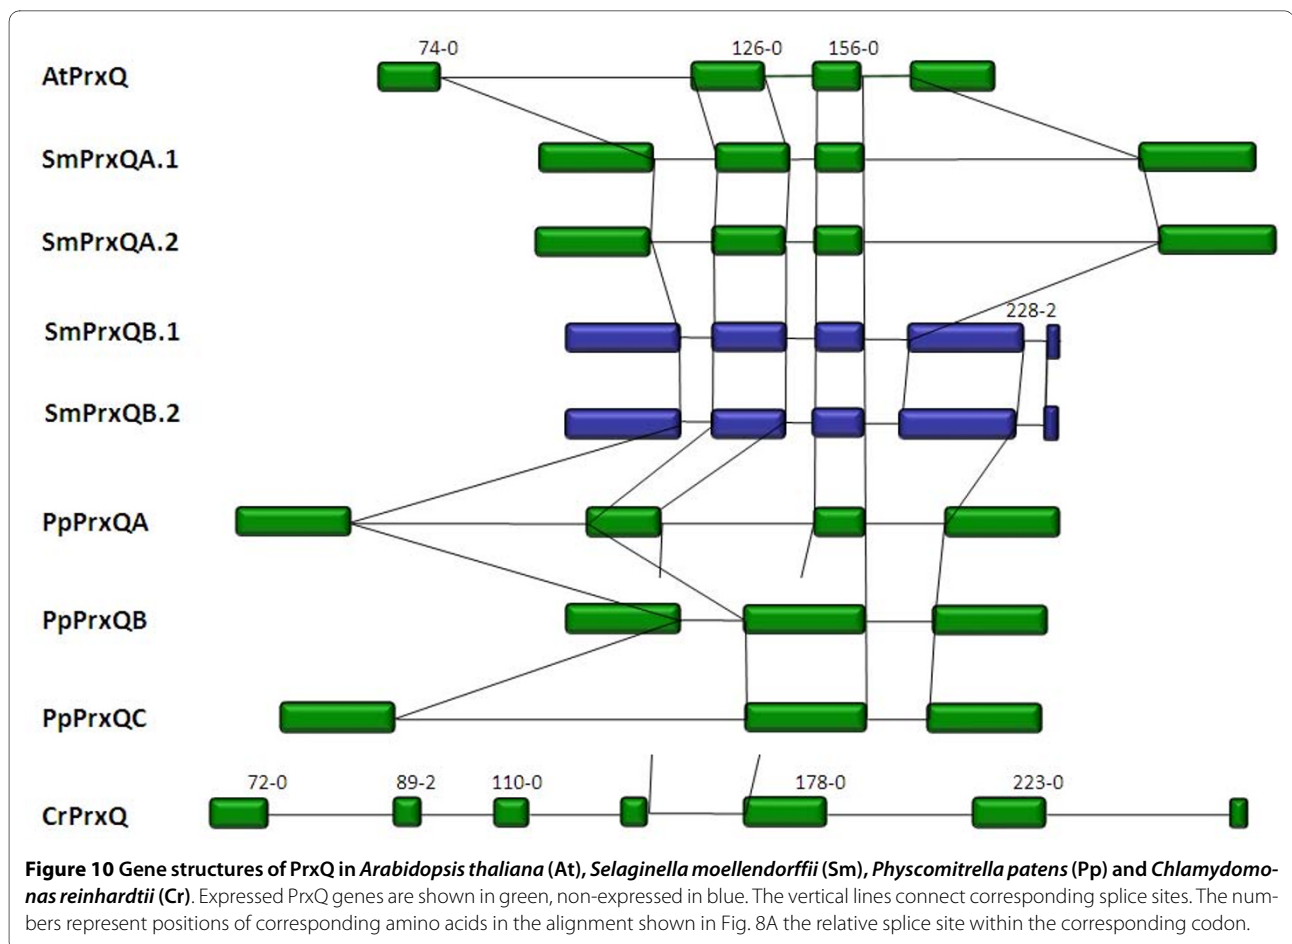 74-0 126-0 156-0
AtPrxQ
SmPrxQA.1
SmPrxQA.2
228-2
SmPrxQB.1
SmPrxQB.2
PpPrxQA
PpPrxQB
PpPrxQC
72-0 89-2 110-0 178-0 223-0
CrPrxQ
Figure 10 Gene structures of PrxQ in Arabidopsis thaliana (At), Selaginella moellendorffii (Sm), Physcomitrella patens (Pp) and Chlamydomo-
nas reinhardtii (Cr). Expressed PrxQ genes are shown in green, non-expressed in blue. The vertical lines connect corresponding splice sites. The num-
bers represent positions of corresponding amino acids in the alignment shown in Fig. 8A the relative splice site within the corresponding codon.